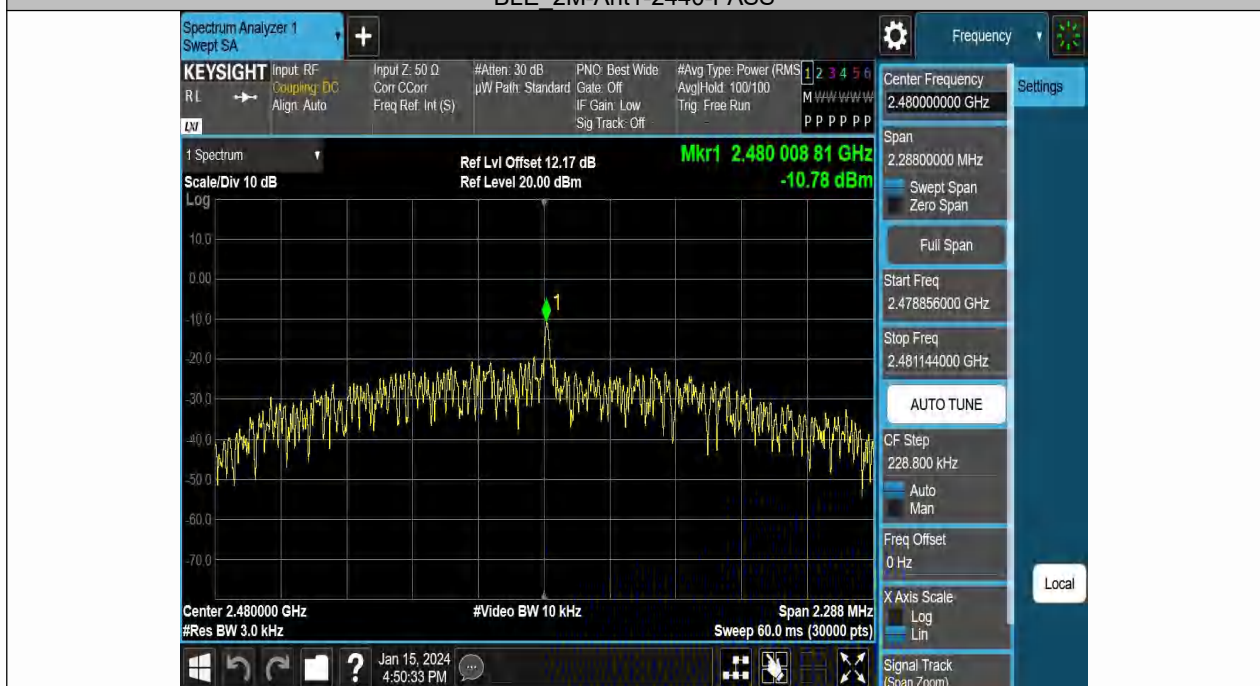 BLE_2M-Ant1-2440-PASS
Spectrum Analyzer 1
Swept SA
+
Frequency
KEYSIGHT
RL
LXI
Input: RF
Coupling: DC
Align: Auto
Input Z: 50 Ω
Corr CCorr
Freq Ref: Int (S)
#Atten: 30 dB
µW Path: Standard
PNO: Best Wide
Gate: Off
IF Gain: Low
Sig Track: Off
#Avg Type: Power (RMS
Avg|Hold: 100/100
Trig: Free Run
1 2 3 4 5 6
M W W W W W
P P P P P P
Center Frequency
2.480000000 GHz
Settings
Span
2.28800000 MHz
Swept Span
Zero Span
Full Span
Start Freq
2.478856000 GHz
Stop Freq
2.481144000 GHz
AUTO TUNE
CF Step
228.800 kHz
Auto
Man
Freq Offset
0 Hz
X Axis Scale
Log
Lin
Signal Track
(Span Zoom)
Local
1 Spectrum
Scale/Div 10 dB
Log
Ref Lvl Offset 12.17 dB
Ref Level 20.00 dBm
Mkr1 2.480 008 81 GHz
-10.78 dBm
10.0
0.00
1
-10.0
-20.0
-30.0
-40.0
-50.0
-60.0
-70.0
Center 2.480000 GHz
#Video BW 10 kHz
Span 2.288 MHz
#Res BW 3.0 kHz
Sweep 60.0 ms (30000 pts)
?
Jan 15, 2024
4:50:33 PM